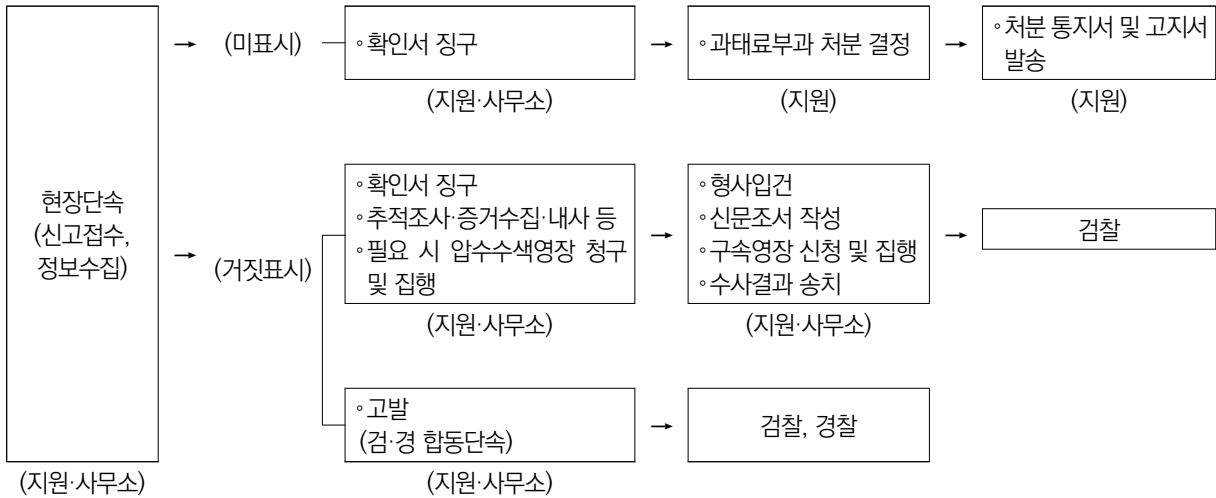 현장단속
(신고접수,
정보수집)
(지원·사무소)
(미표시)
◦확인서 징구
(지원·사무소)
◦과태료부과 처분 결정
(지원)
◦처분 통지서 및 고지서
발송
(지원)
(거짓표시)
◦확인서 징구
◦추적조사·증거수집·내사 등
◦필요 시 압수수색영장 청구
및 집행
(지원·사무소)
◦형사입건
◦신문조서 작성
◦구속영장 신청 및 집행
◦수사결과 송치
(지원·사무소)
검찰
◦고발
(검·경 합동단속)
(지원·사무소)
검찰, 경찰